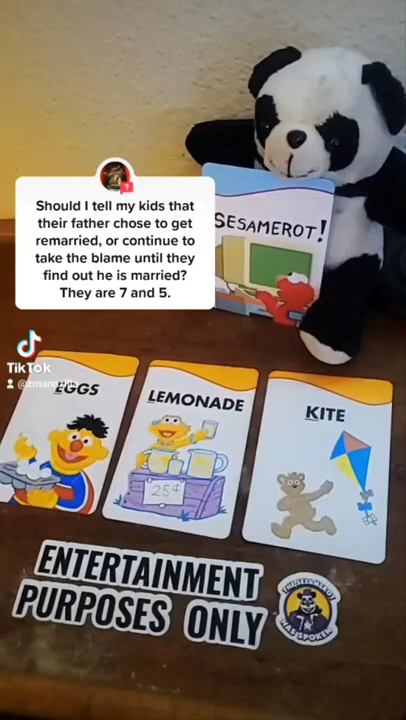 Should I tell my kids that
their father chose to get
remarried, or continue to
take the blame until they
find out he is married?
They are 7 and 5.
SESAMEROT!
TikTok
EGGS
LEMONADE
KITE
25¢
ENTERTAINMENT
PURPOSES ONLY
HAS SPOKEN